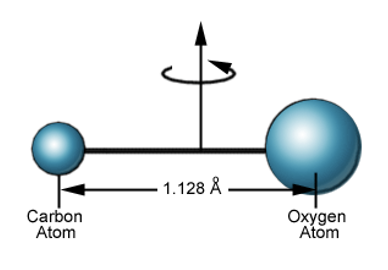 1.128 Å
Carbon
Atom
Oxygen
Atom